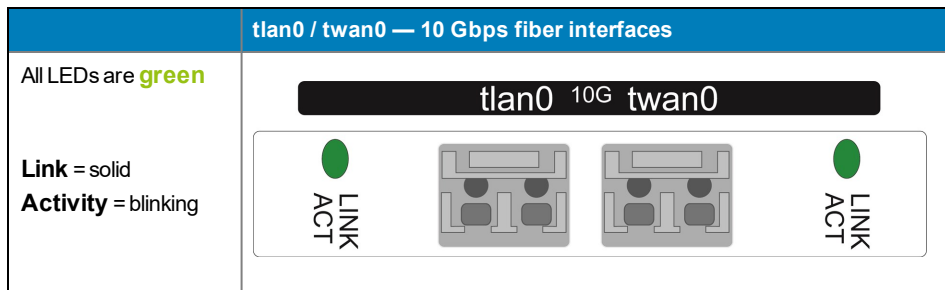 tlan0 / twan0 — 10 Gbps fiber interfaces
All LEDs are green
Link = solid
Activity = blinking
tlan0 10G twan0
LINK
ACT
LINK
ACT